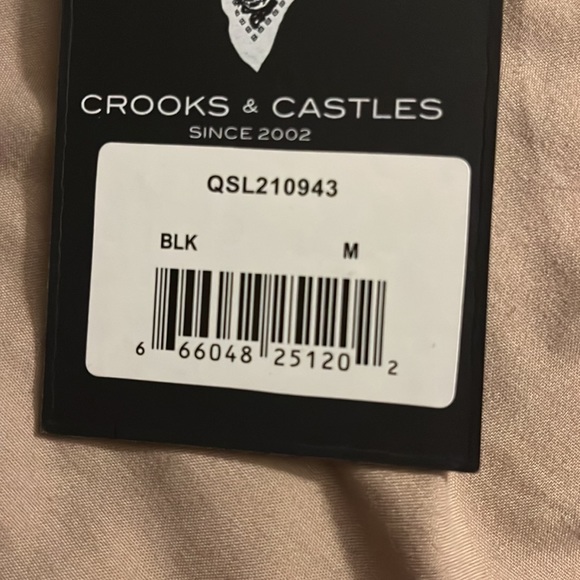 CROOKS & CASTLES
SINCE 2002
QSL210943
BLK M
6 66048 25120 2